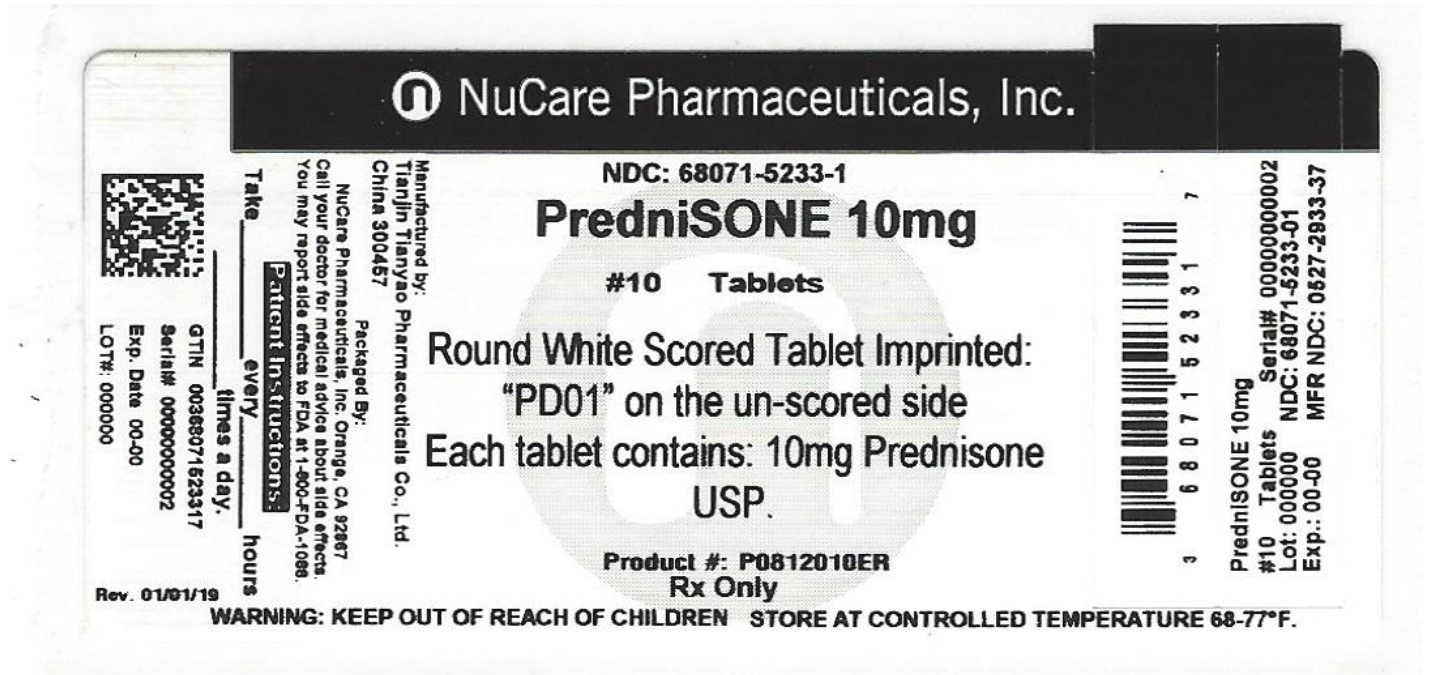 n NuCare Pharmaceuticals, Inc.
NDC: 68071-5233-1
PredniSONE 10mg
#10 Tablets
Round White Scored Tablet Imprinted:
"PD01" on the un-scored side
Each tablet contains: 10mg Prednisone
USP.
Product #: P0812010ER
Rx Only
WARNING: KEEP OUT OF REACH OF CHILDREN STORE AT CONTROLLED TEMPERATURE 68-77°F.
Manufactured by:
Tianjin Tianyao Pharmaceuticals Co., Ltd.
China 300457
Packaged By:
NuCare Pharmaceuticals, Inc. Orange, CA 92867
Call your doctor for medical advice about side effects.
You may report side effects to FDA at 1-800-FDA-1088.
Patient Instructions:
Take ______ every ______ hours
______ times a day.
GTIN 00368071523317
Serial# 00000000002
Exp. Date 00-00
LOT#: 000000
Rev. 01/01/19
3 68071 52331 7
PredniSONE 10mg
#10 Tablets Serial# 00000000002
Lot: 000000 NDC: 68071-5233-01
Exp.: 00-00 MFR NDC: 0527-2933-37